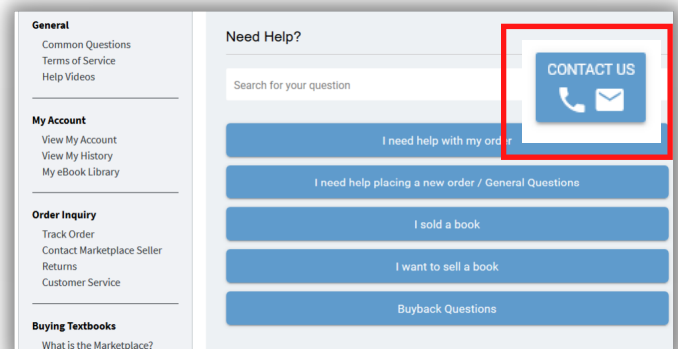 General
Common Questions
Terms of Service
Help Videos
My Account
View My Account
View My History
My eBook Library
Order Inquiry
Track Order
Contact Marketplace Seller
Returns
Customer Service
Buying Textbooks
What is the Marketplace?
Need Help?
Search for your question
CONTACT US
I need help with my order
I need help placing a new order / General Questions
I sold a book
I want to sell a book
Buyback Questions